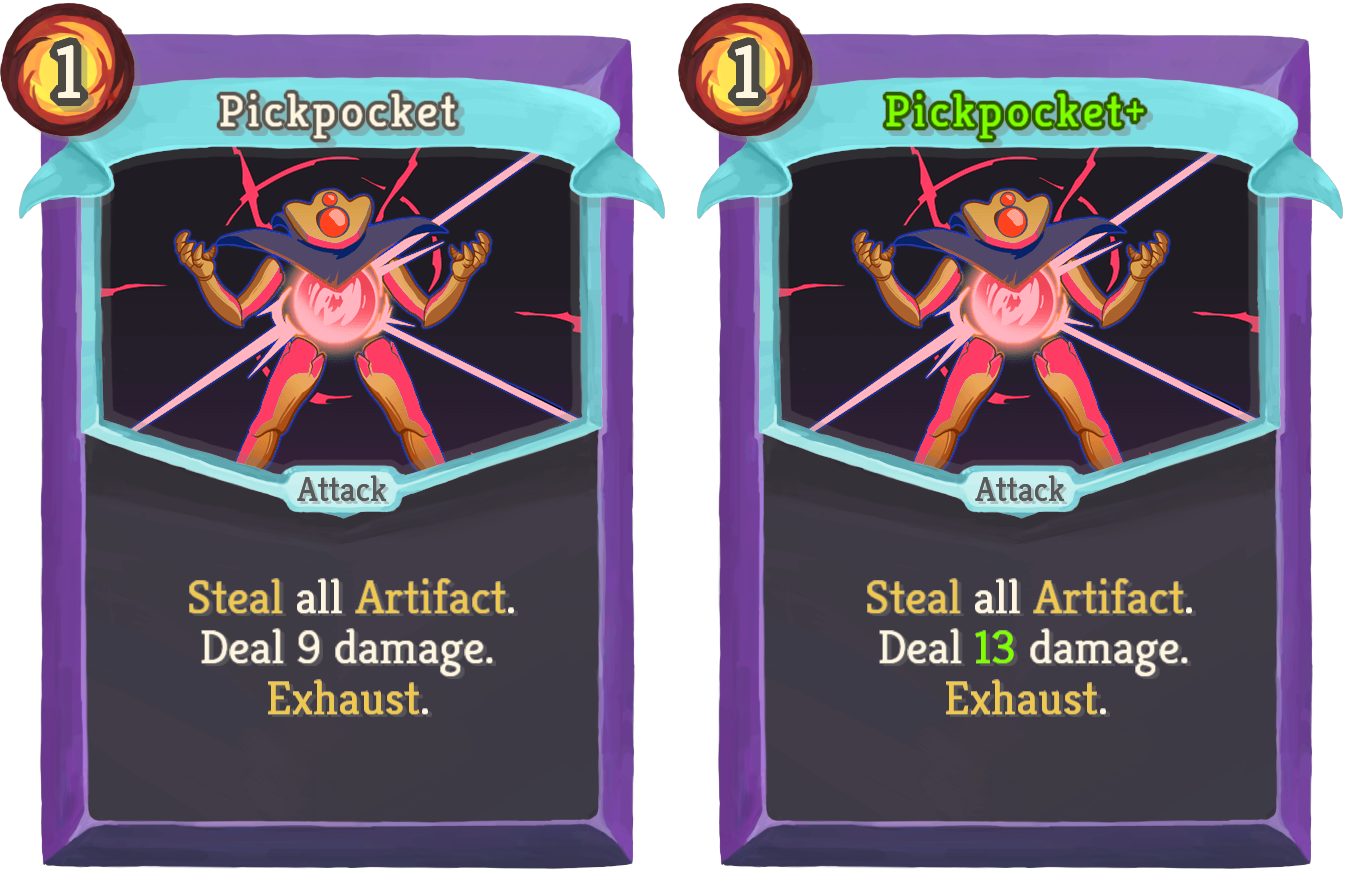 1
Pickpocket
Attack
Steal all Artifact.
Deal 9 damage.
Exhaust.
1
Pickpocket+
Attack
Steal all Artifact.
Deal 13 damage.
Exhaust.